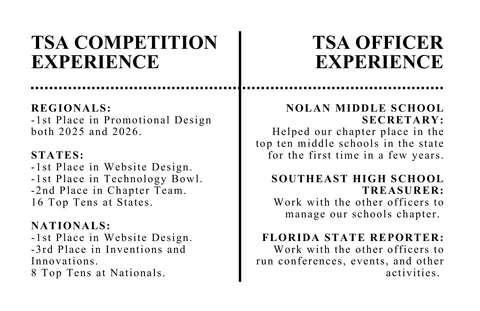 TSA COMPETITION
EXPERIENCE
REGIONALS:
-1st Place in Promotional Design
both 2025 and 2026.
STATES:
-1st Place in Website Design.
-1st Place in Technology Bowl.
-2nd Place in Chapter Team.
16 Top Tens at States.
NATIONALS:
-1st Place in Website Design.
-3rd Place in Inventions and
Innovations.
8 Top Tens at Nationals.
TSA OFFICER
EXPERIENCE
NOLAN MIDDLE SCHOOL
SECRETARY:
Helped our chapter place in the
top ten middle schools in the state
for the first time in a few years.
SOUTHEAST HIGH SCHOOL
TREASURER:
Work with the other officers to
manage our schools chapter.
FLORIDA STATE REPORTER:
Work with the other officers to
run conferences, events, and other
activities.